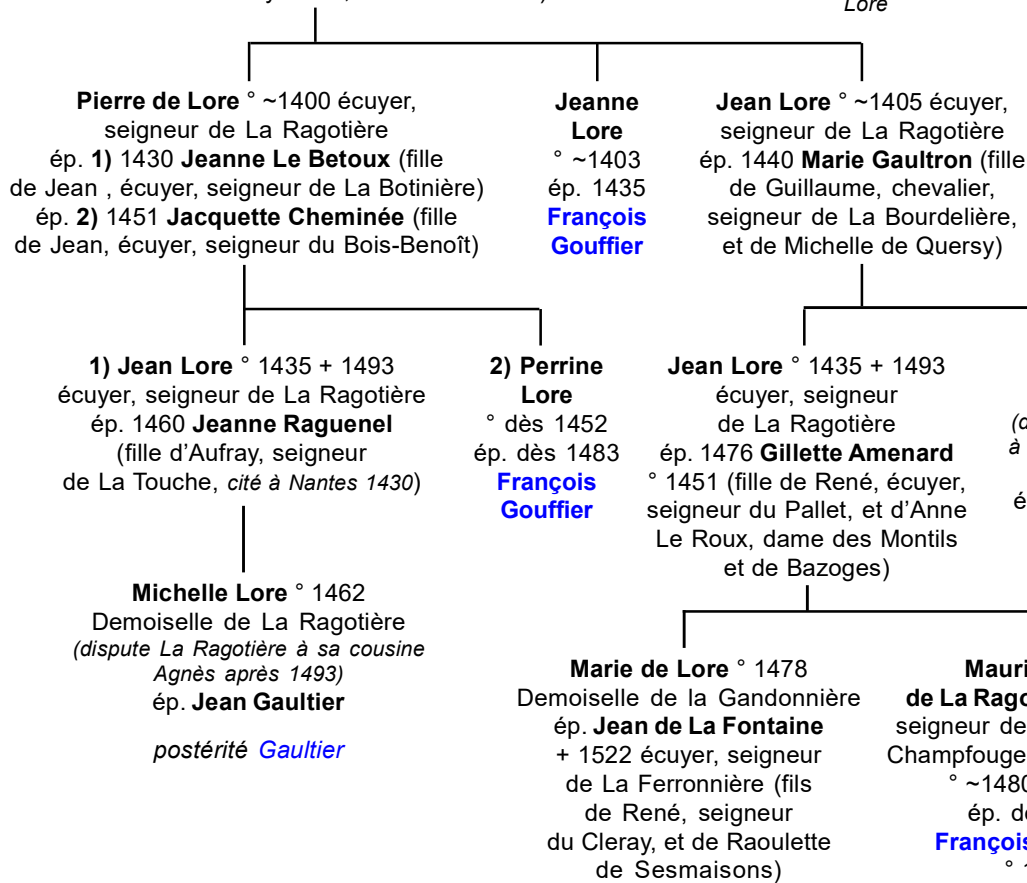 Lore
Pierre de Lore ° ~1400 écuyer,
seigneur de La Ragotière
ép. 1) 1430 Jeanne Le Betoux (fille
de Jean , écuyer, seigneur de La Botinière)
ép. 2) 1451 Jacquette Cheminée (fille
de Jean, écuyer, seigneur du Bois-Benoît)
Jeanne
Lore
° ~1403
ép. 1435
François
Gouffier
Jean Lore ° ~1405 écuyer,
seigneur de La Ragotière
ép. 1440 Marie Gaultron (fille
de Guillaume, chevalier,
seigneur de La Bourdelière,
et de Michelle de Quersy)
1) Jean Lore ° 1435 + 1493
écuyer, seigneur de La Ragotière
ép. 1460 Jeanne Raguenel
(fille d'Aufray, seigneur
de La Touche, cité à Nantes 1430)
2) Perrine
Lore
° dès 1452
ép. dès 1483
François
Gouffier
Jean Lore ° 1435 + 1493
écuyer, seigneur
de La Ragotière
ép. 1476 Gillette Amenard
° 1451 (fille de René, écuyer,
seigneur du Pallet, et d'Anne
Le Roux, dame des Montils
et de Bazoges)
à
é
Michelle Lore ° 1462
Demoiselle de La Ragotière
(dispute La Ragotière à sa cousine
Agnès après 1493)
ép. Jean Gaultier
postérité Gaultier
Marie de Lore ° 1478
Demoiselle de la Gandonnière
ép. Jean de La Fontaine
+ 1522 écuyer, seigneur
de La Ferronnière (fils
de René, seigneur
du Cleray, et de Raoulette
de Sesmaisons)
Mauri
de La Rago
seigneur de
Champfouge
° ~1480
ép. d
François
°